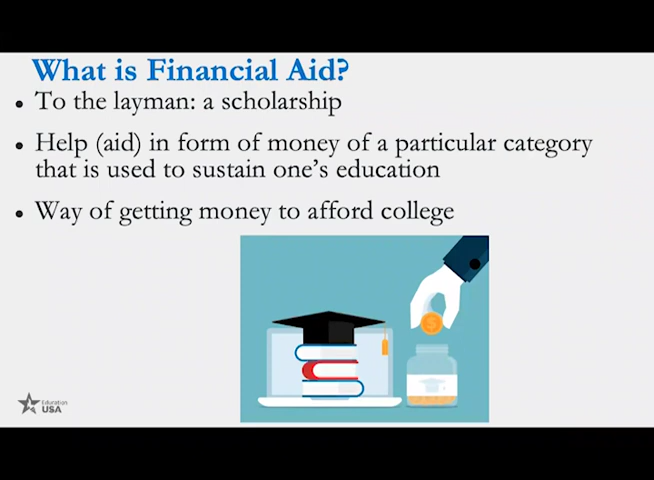 What is Financial Aid?
• To the layman: a scholarship
• Help (aid) in form of money of a particular category
that is used to sustain one’s education
• Way of getting money to afford college
$
Education
USA